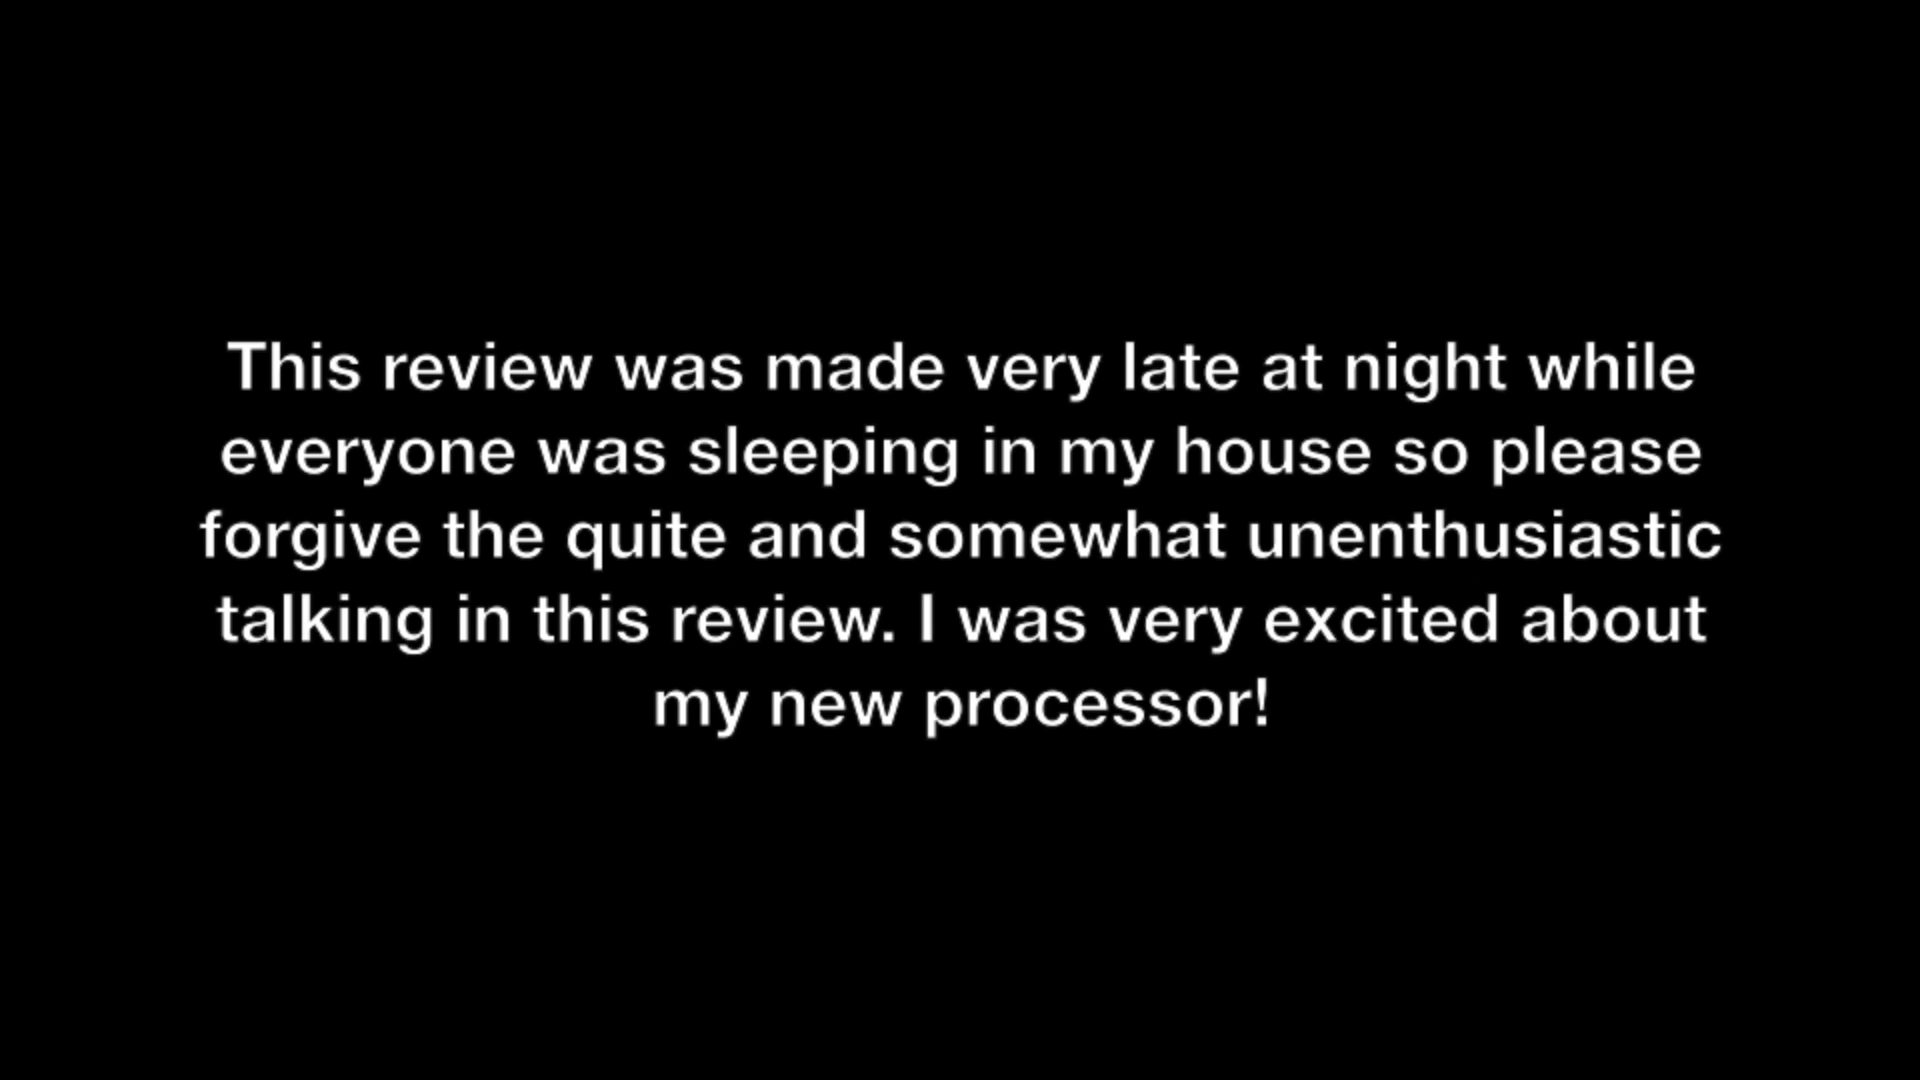 This review was made very late at night while
everyone was sleeping in my house so please
forgive the quite and somewhat unenthusiastic
talking in this review. I was very excited about
my new processor!